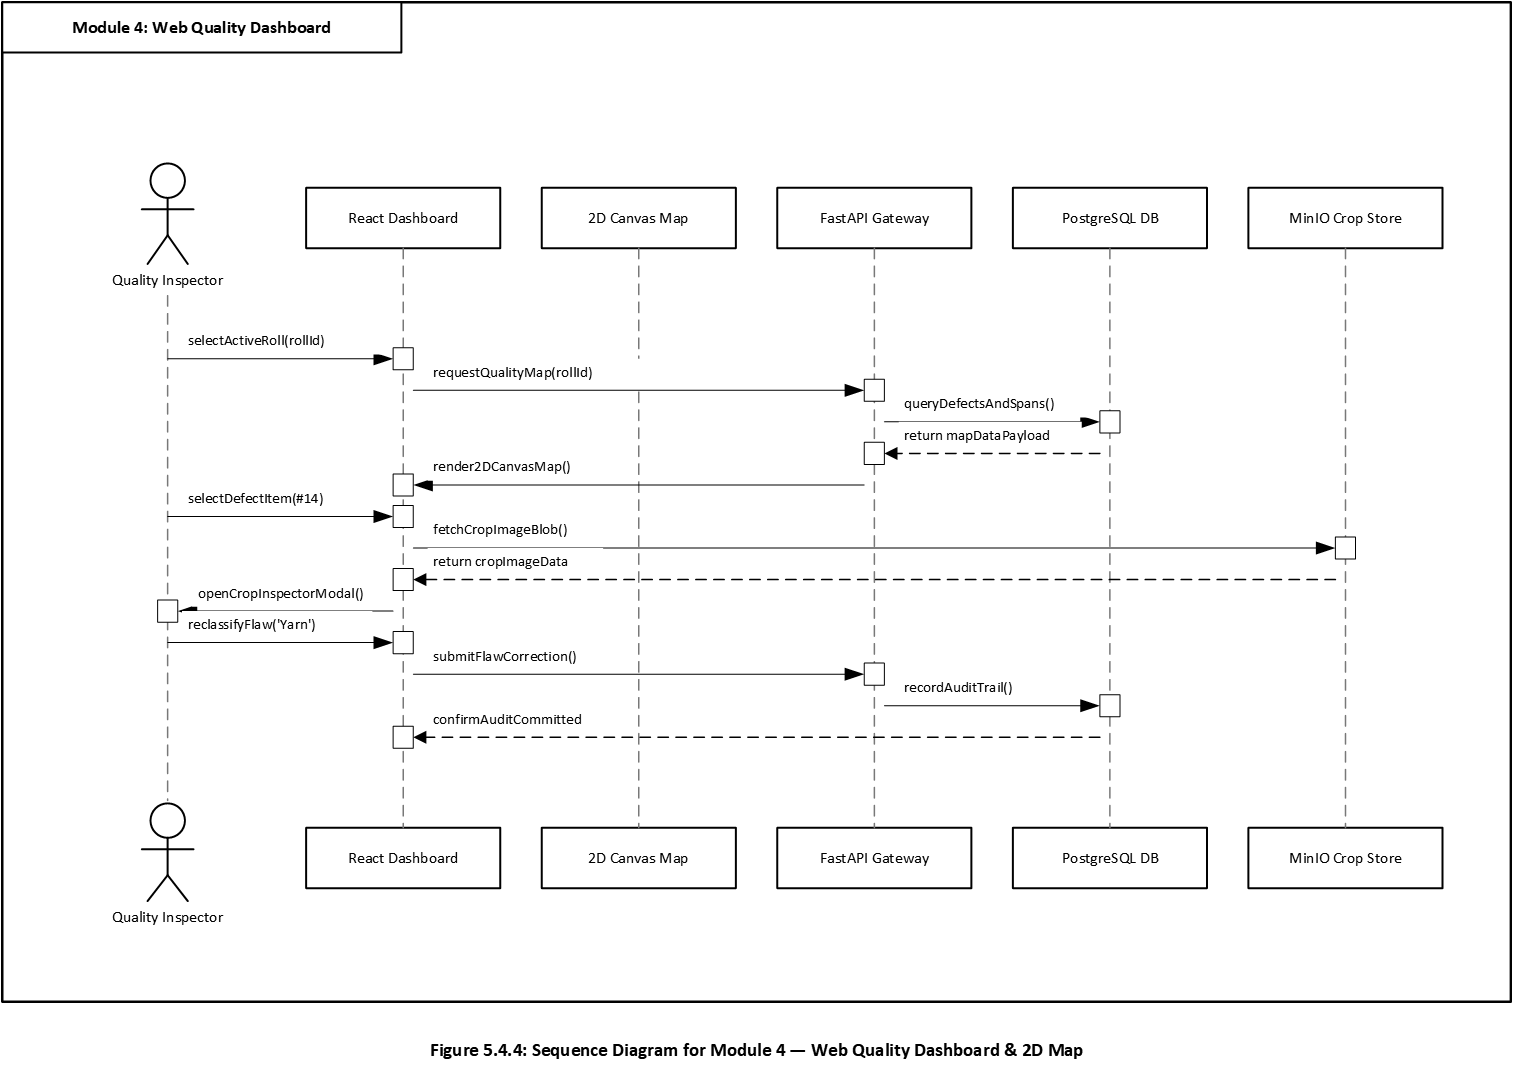 Module 4: Web Quality Dashboard
React Dashboard
2D Canvas Map
FastAPI Gateway
PostgreSQL DB
MinIO Crop Store
Quality Inspector
selectActiveRoll(rollId)
requestQualityMap(rollId)
queryDefectsAndSpans()
return mapDataPayload
render2DCanvasMap()
selectDefectItem(#14)
fetchCropImageBlob()
return cropImageData
openCropInspectorModal()
reclassifyFlaw('Yarn')
submitFlawCorrection()
recordAuditTrail()
confirmAuditCommitted
React Dashboard
2D Canvas Map
FastAPI Gateway
PostgreSQL DB
MinIO Crop Store
Quality Inspector
Figure 5.4.4: Sequence Diagram for Module 4 — Web Quality Dashboard & 2D Map